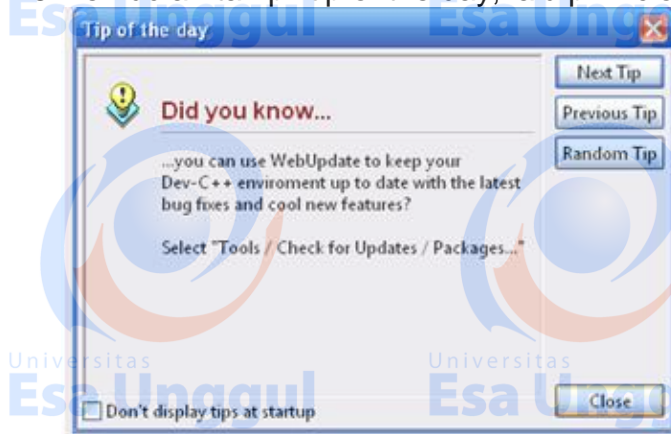 Tip of the day
Next Tip
Did you know...
Previous Tip
Random Tip
...you can use WebUpdate to keep your
Dev-C++ enviroment up to date with the latest
bug fixes and cool new features?
Select "Tools / Check for Updates / Packages..."
Universitas
Universitas
Esa Unggul
Esa Unggul
Don't display tips at startup
Close